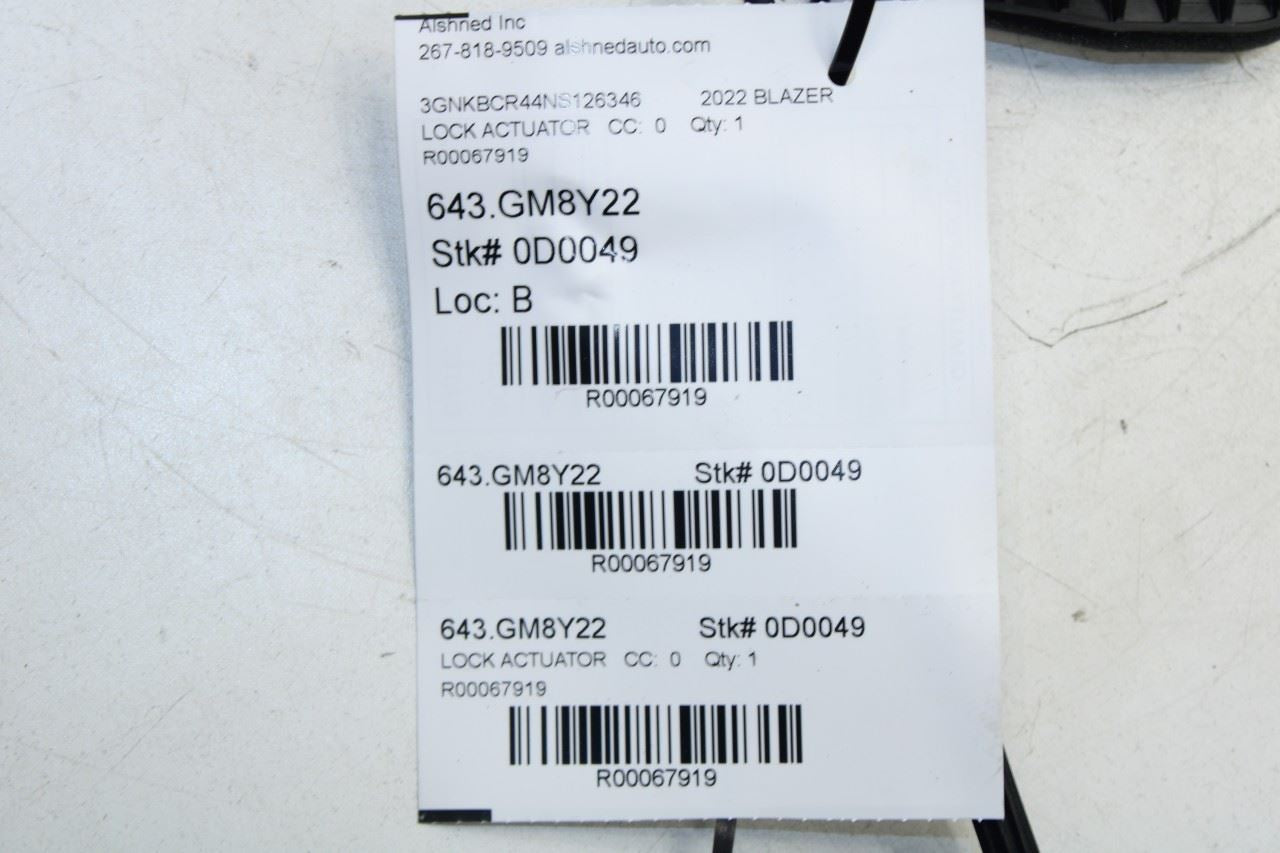 Alshned Inc
267-818-9509 alshnedauto.com
3GNKBCR44NS126346 2022 BLAZER
LOCK ACTUATOR CC: 0 Qty: 1
R00067919
643.GM8Y22
Stk# 0D0049
Loc: B
R00067919
643.GM8Y22 Stk# 0D0049
R00067919
643.GM8Y22 Stk# 0D0049
LOCK ACTUATOR CC: 0 Qty: 1
R00067919
R00067919